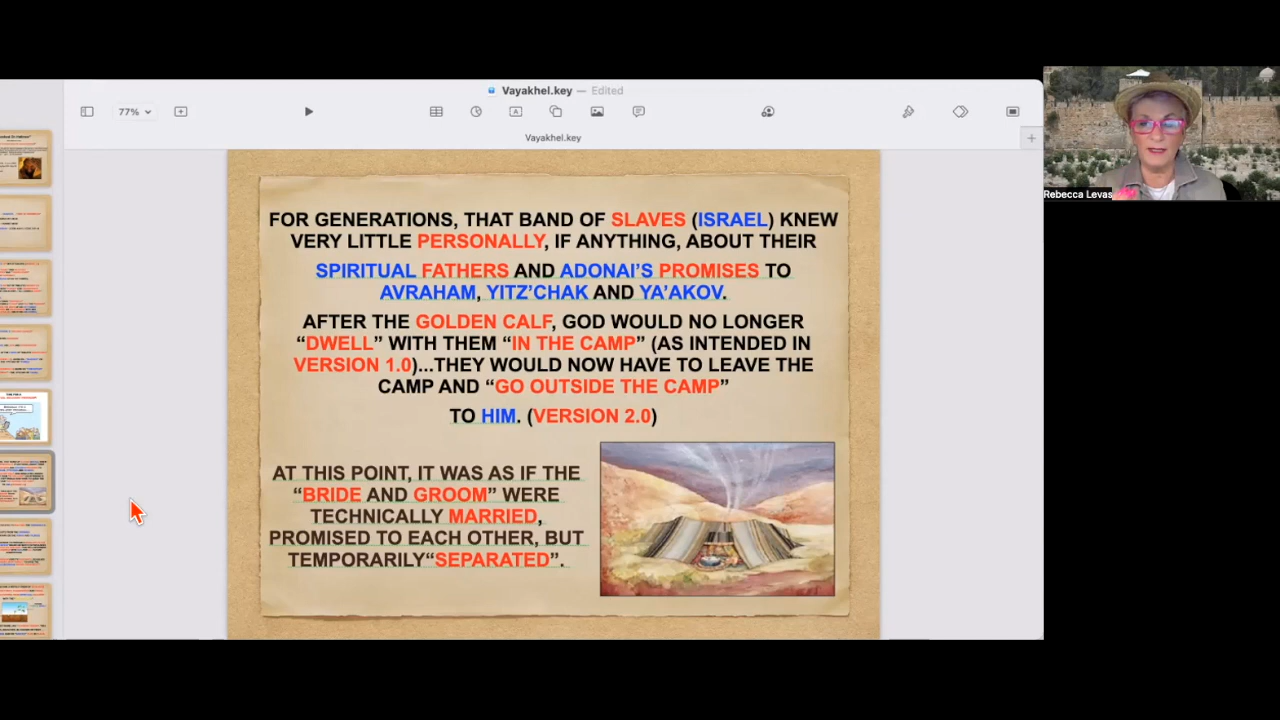 Vayakhel.key — Edited
77%
Vayakhel.key
FOR GENERATIONS, THAT BAND OF SLAVES (ISRAEL) KNEW
VERY LITTLE PERSONALLY, IF ANYTHING, ABOUT THEIR
SPIRITUAL FATHERS AND ADONAI’S PROMISES TO
AVRAHAM, YITZ’CHAK AND YA’AKOV.
AFTER THE GOLDEN CALF, GOD WOULD NO LONGER
“DWELL” WITH THEM “IN THE CAMP” (AS INTENDED IN
VERSION 1.0)...THEY WOULD NOW HAVE TO LEAVE THE
CAMP AND “GO OUTSIDE THE CAMP”
TO HIM. (VERSION 2.0)
AT THIS POINT, IT WAS AS IF THE
“BRIDE AND GROOM” WERE
TECHNICALLY MARRIED,
PROMISED TO EACH OTHER, BUT
TEMPORARILY“SEPARATED”.
Rebecca Levas